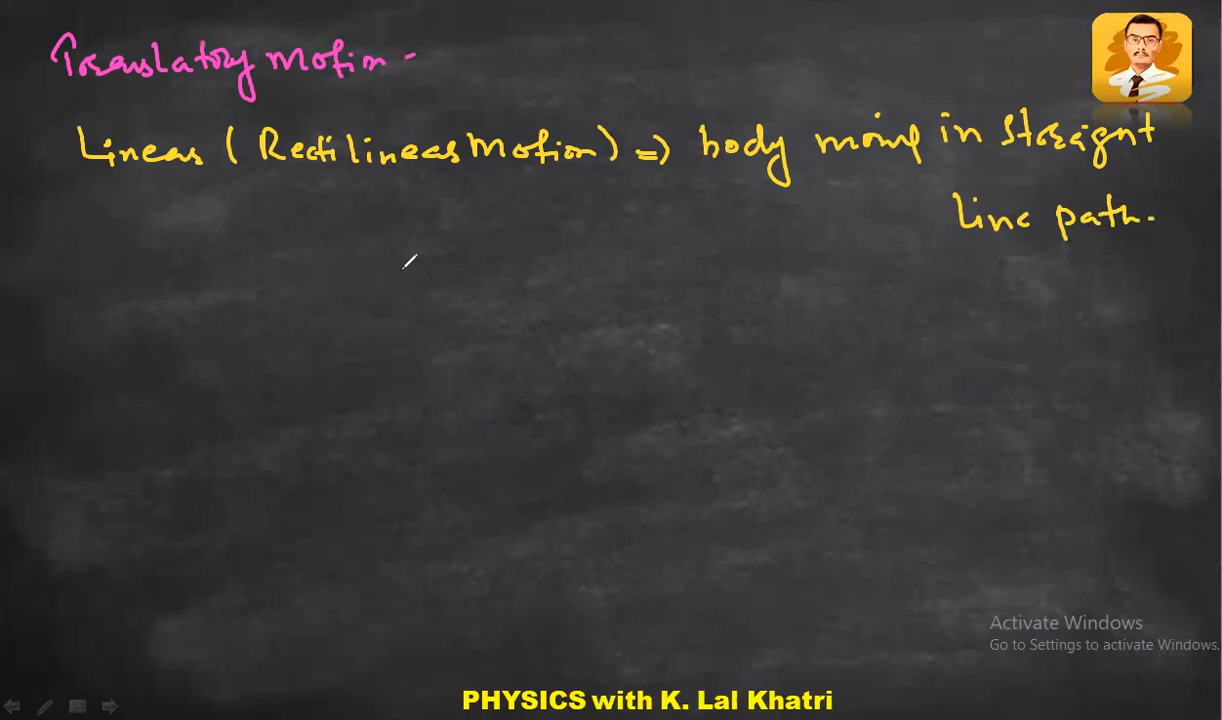 Translatory motion -
Linear (Rectilinear Motion) => body moving in straight
line path.
Activate Windows
Go to Settings to activate Windows.
PHYSICS with K. Lal Khatri